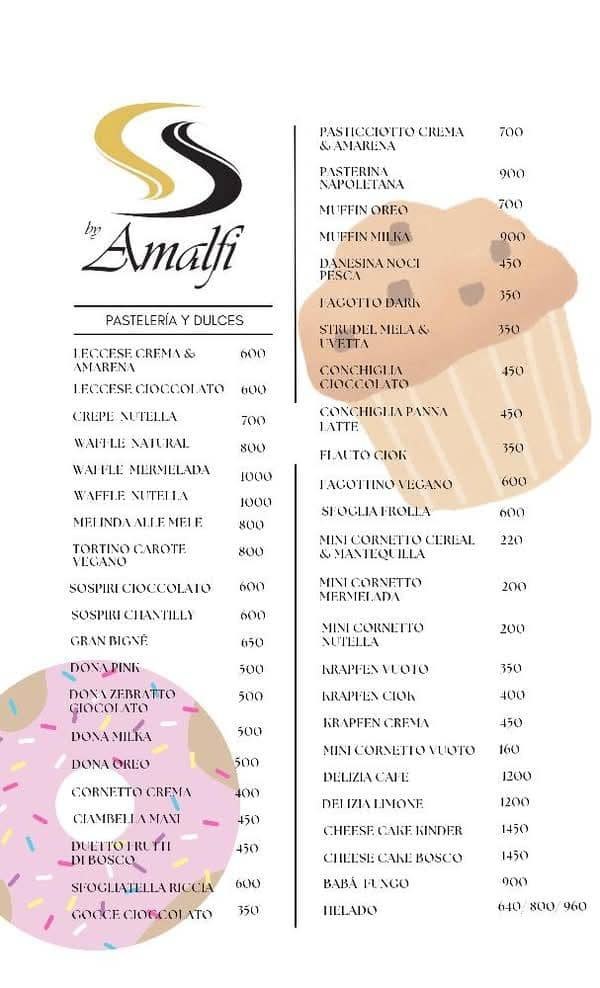 by Amalfi
PASTELERÍA Y DULCES
LECCESE CREMA & 600
AMARENA
LECCESE CIOCCOLATO 600
CREPE NUTELLA 700
WAFFLE NATURAL 800
WAFFLE MERMELADA 1000
WAFFLE NUTELLA 1000
MELINDA ALLE MELE 800
TORTINO CAROTE 800
VEGANO
SOSPIRI CIOCCOLATO 600
SOSPIRI CHANTILLY 600
GRAN BIGNÉ 650
DONA PINK 500
DONA ZEBRATTO 500
CIOCOLATO
DONA MILKA 500
DONA OREO 500
CORNETTO CREMA 400
CIAMBELLA MAXI 450
DUETTO FRUTTI 450
DI BOSCO
SFOGLIATELLA RICCIA 600
GOCCE CIOCCOLATO 350
PASTICCIOTTO CREMA 700
& AMARENA
PASTERINA 900
NAPOLETANA
MUFFIN OREO 700
MUFFIN MILKA 900
DANESINA NOCI 450
PESCA
FAGOTTO DARK 350
STRUDEL MELA & 350
UVETTA
CONCHIGLIA 450
CIOCCOLATO
CONCHIGLIA PANNA 450
LATTE
FLAUTO CIOK 350
FAGOTTINO VEGANO 600
SFOGLIA FROLLA 600
MINI CORNETTO CEREAL 220
& MANTEQUILLA
MINI CORNETTO 200
MERMELADA
MINI CORNETTO 200
NUTELLA
KRAPFEN VUOTO 350
KRAPFEN CIOK 400
KRAPFEN CREMA 450
MINI CORNETTO VUOTO 160
DELIZIA CAFE 1200
DELIZIA LIMONE 1200
CHEESE CAKE KINDER 1450
CHEESE CAKE BOSCO 1450
BABÁ FUNGO 900
HELADO 640/800/960